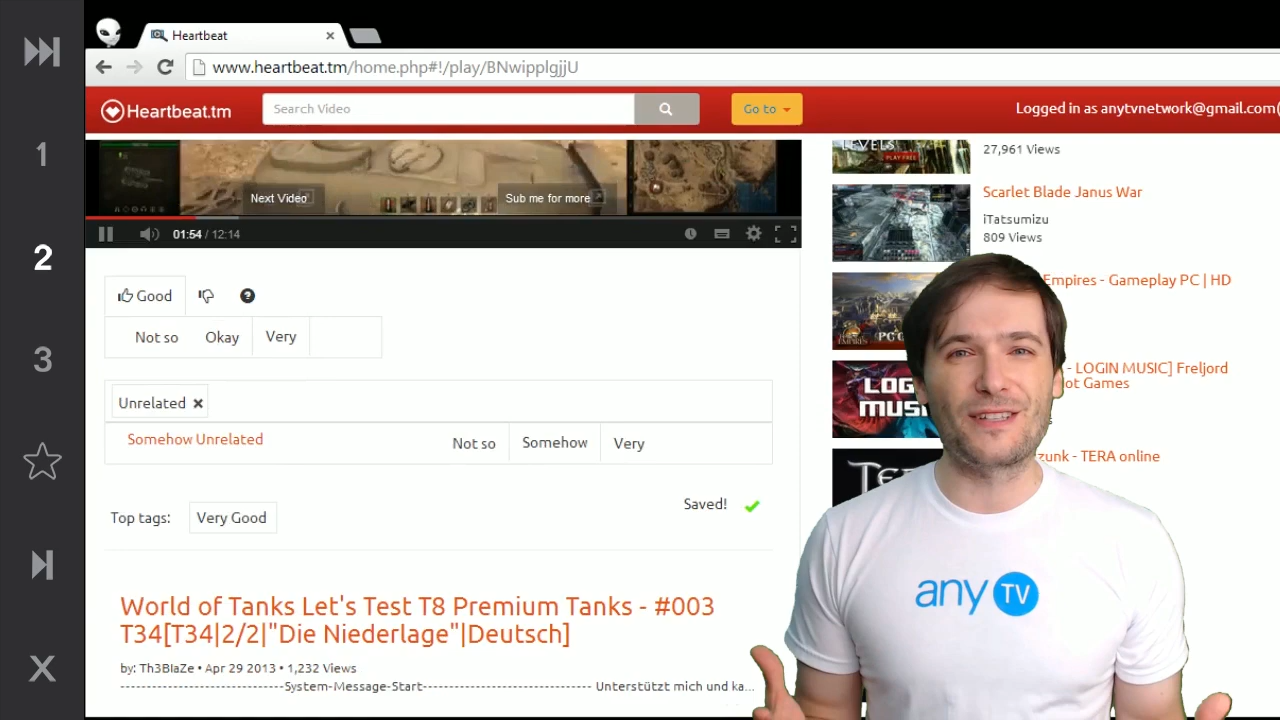 Heartbeat
www.heartbeat.tm/home.php#!/play/BNwipplgjjU
Heartbeat.tm
Search Video
Go to
Logged in as anytvnetwork@gmail.com(
1
2
3
X
Next Video
Sub me for more
01:54 / 12:14
Good
Not so Okay Very
Unrelated ×
Somehow Unrelated
Not so Somehow Very
Saved!
Top tags: Very Good
World of Tanks Let's Test T8 Premium Tanks - #003
T34[T34|2/2|"Die Niederlage"|Deutsch]
by: Th3BlaZe • Apr 29 2013 • 1,232 Views
------------------------------System-Message-Start------------------------------ Unterstützt mich und ka...
LEVELS
PLAY FREE
27,961 Views
Scarlet Blade Janus War
iTatsumizu
809 Views
Empires - Gameplay PC | HD
- LOGIN MUSIC] Freljord
ot Games
zunk - TERA online
any TV